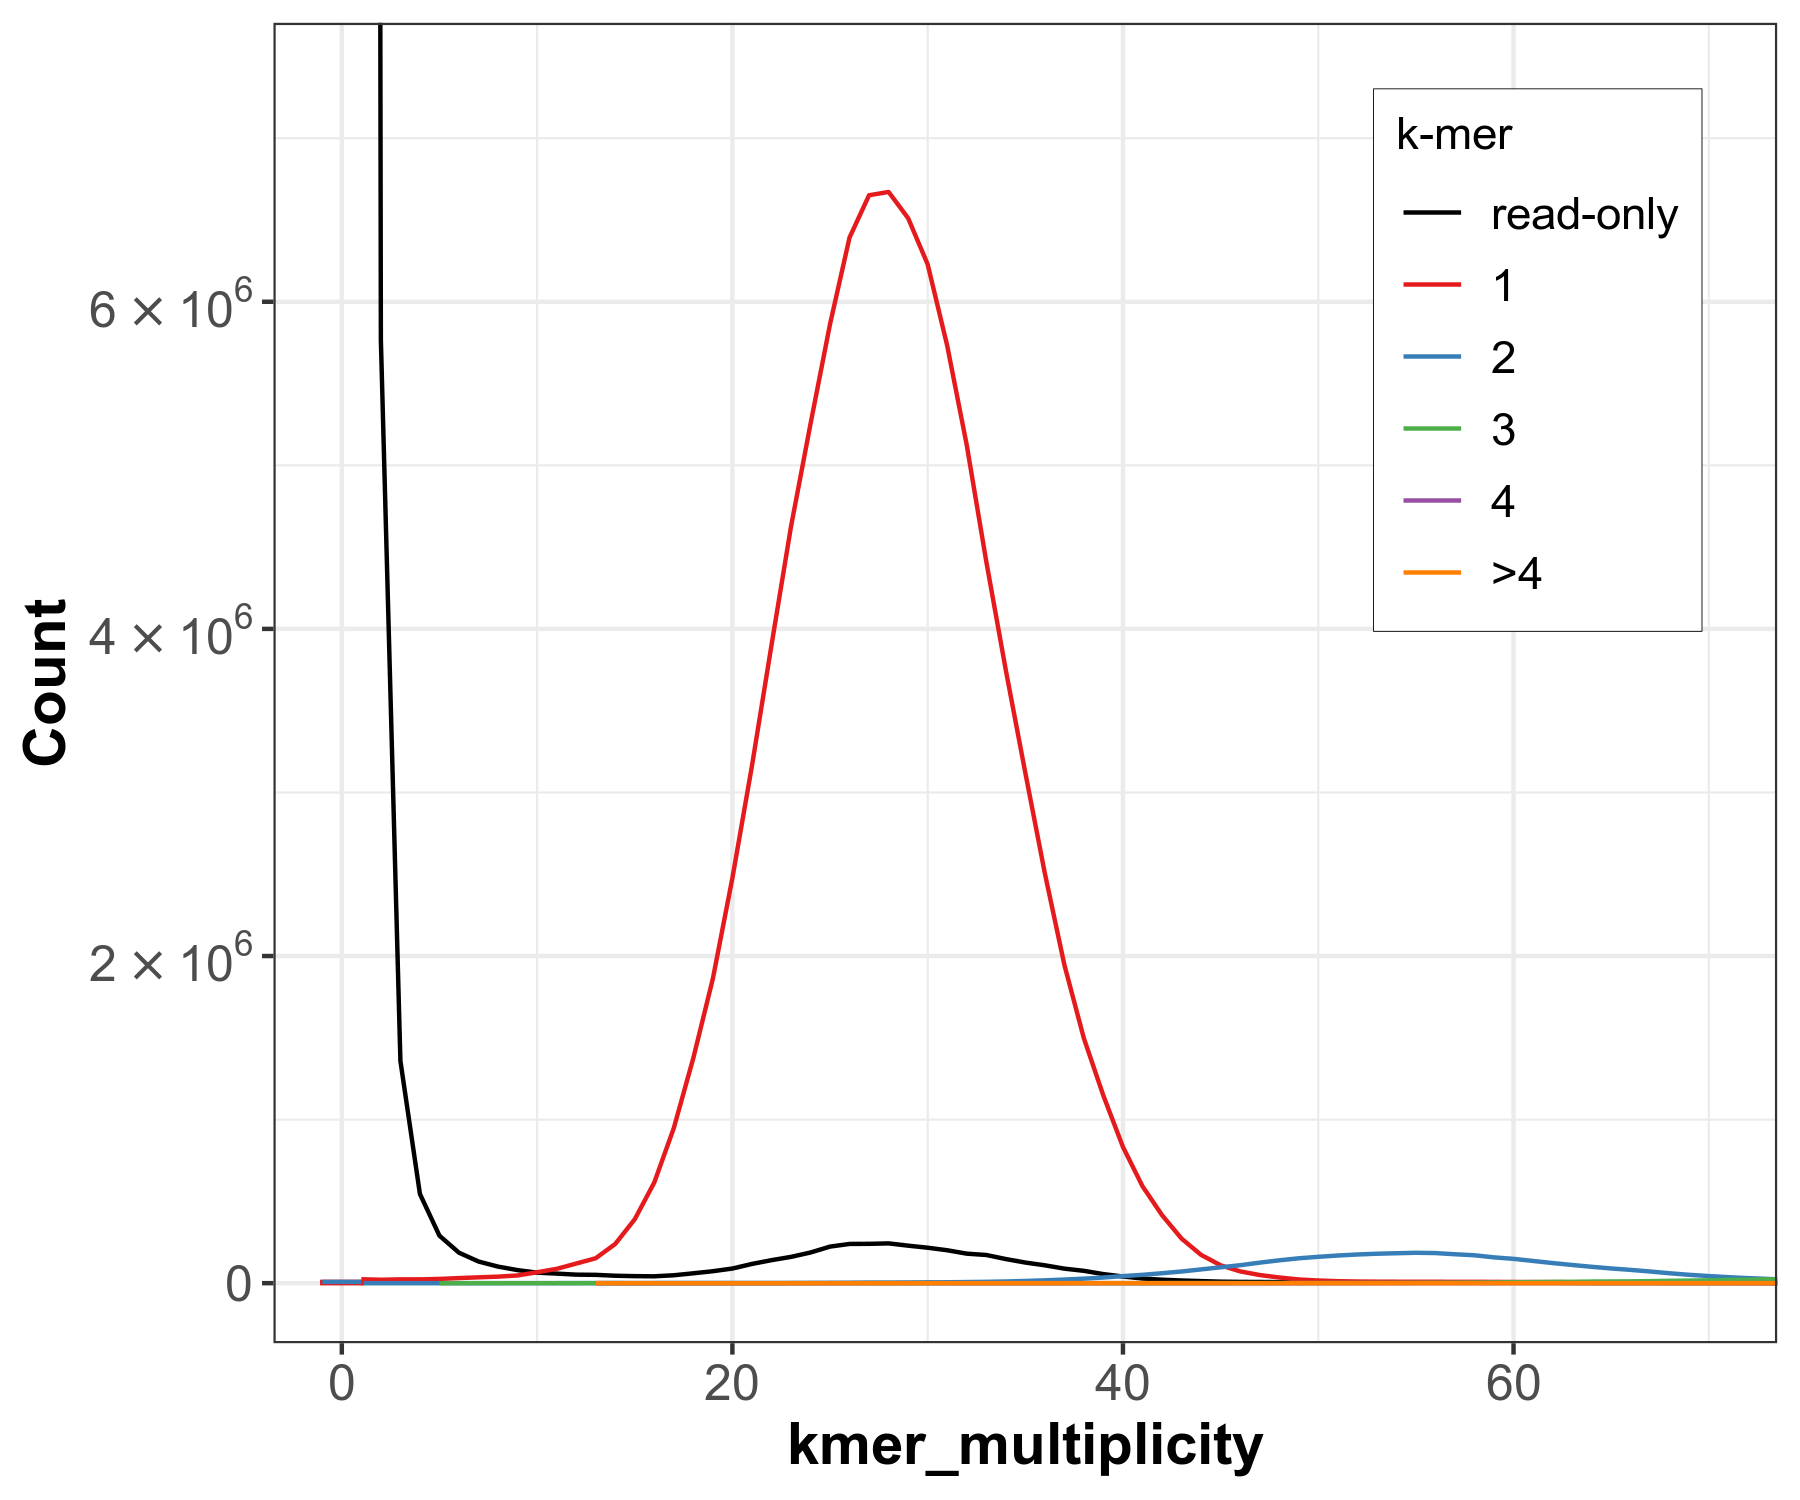 k-mer
read-only
1
2
3
4
>4
Count
6 × 10⁶
4 × 10⁶
2 × 10⁶
0
0 20 40 60
kmer_multiplicity